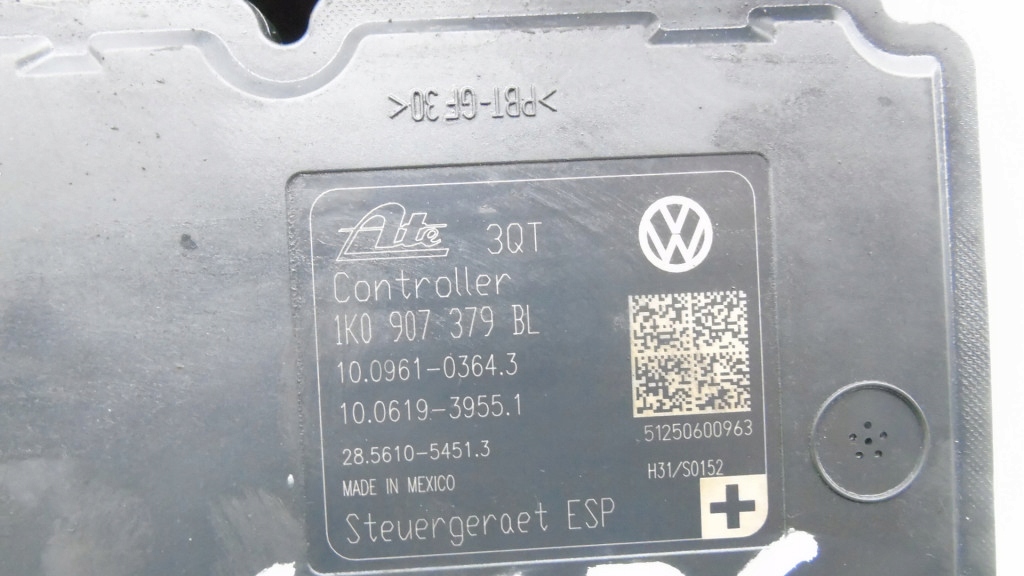 >PBT-GF30<
Ate 3QT
Controller
1K0 907 379 BL
10.0961-0364.3
10.0619-3955.1
28.5610-5451.3
MADE IN MEXICO
Steuergeraet ESP
VW
51250600963
H31/S0152